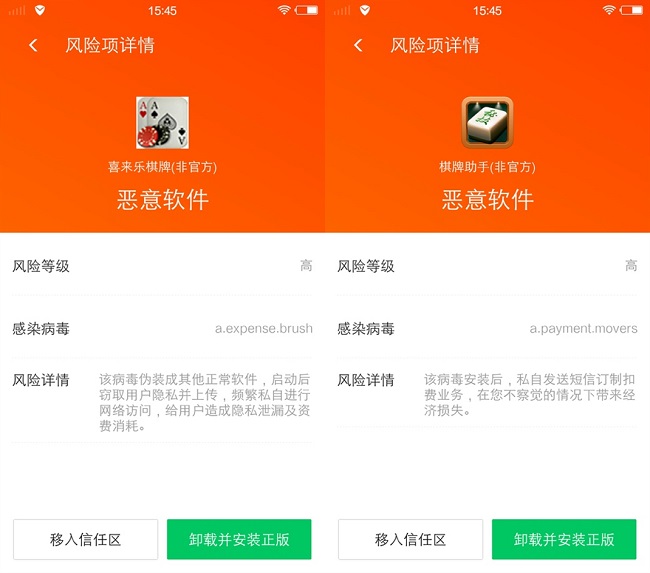 15:45
风险项详情
喜来乐棋牌(非官方)
恶意软件
风险等级
高
感染病毒
a.expense.brush
风险详情
该病毒伪装成其他正常软件，启动后
窃取用户隐私并上传，频繁私自进行
网络访问，给用户造成隐私泄漏及资
费消耗。
移入信任区
卸载并安装正版
15:45
风险项详情
棋牌助手(非官方)
恶意软件
风险等级
高
感染病毒
a.payment.movers
风险详情
该病毒安装后，私自发送短信订制扣
费业务，在您不察觉的情况下带来经
济损失。
移入信任区
卸载并安装正版